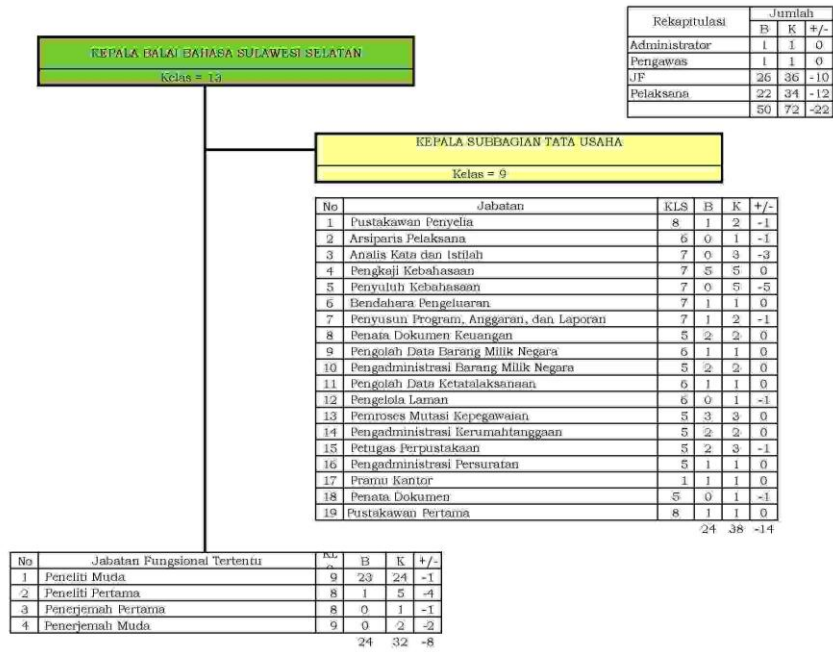 Rekapitulasi Jumlah
B K +/-
Administrator 1 1 0
Pengawas 1 1 0
JF 26 36 -10
Pelaksana 22 34 -12
50 72 -22
KEPALA BALAI BAHASA SULAWESI SELATAN
Kelas = 13
KEPALA SUBBAGIAN TATA USAHA
Kelas = 9
No Jabatan KLS B K +/-
1 Pustakawan Penyelia 8 1 2 -1
2 Arsiparis Pelaksana 6 0 1 -1
3 Analis Kata dan Istilah 7 0 3 -3
4 Pengkaji Kebahasaan 7 5 5 0
5 Penyuluh Kebahasaan 7 0 5 -5
6 Bendahara Pengeluaran 7 1 1 0
7 Penyusun Program, Anggaran, dan Laporan 7 1 2 -1
8 Penata Dokumen Keuangan 5 2 2 0
9 Pengolah Data Barang Milik Negara 6 1 1 0
10 Pengadministrasi Barang Milik Negara 5 2 2 0
11 Pengolah Data Ketatalaksanaan 6 1 1 0
12 Pengelola Laman 6 0 1 -1
13 Pemroses Mutasi Kepegawaian 5 3 3 0
14 Pengadministrasi Kerumahtanggaan 5 2 2 0
15 Petugas Perpustakaan 5 2 3 -1
16 Pengadministrasi Persuratan 5 1 1 0
17 Pramu Kantor 1 1 1 0
18 Penata Dokumen 5 0 1 -1
19 Pustakawan Pertama 8 1 1 0
24 38 -14
No Jabatan Fungsional Tertentu B K +/-
1 Peneliti Muda 9 23 24 -1
2 Peneliti Pertama 8 1 5 -4
3 Penerjemah Pertama 8 0 1 -1
4 Penerjemah Muda 9 0 2 -2
24 32 -8